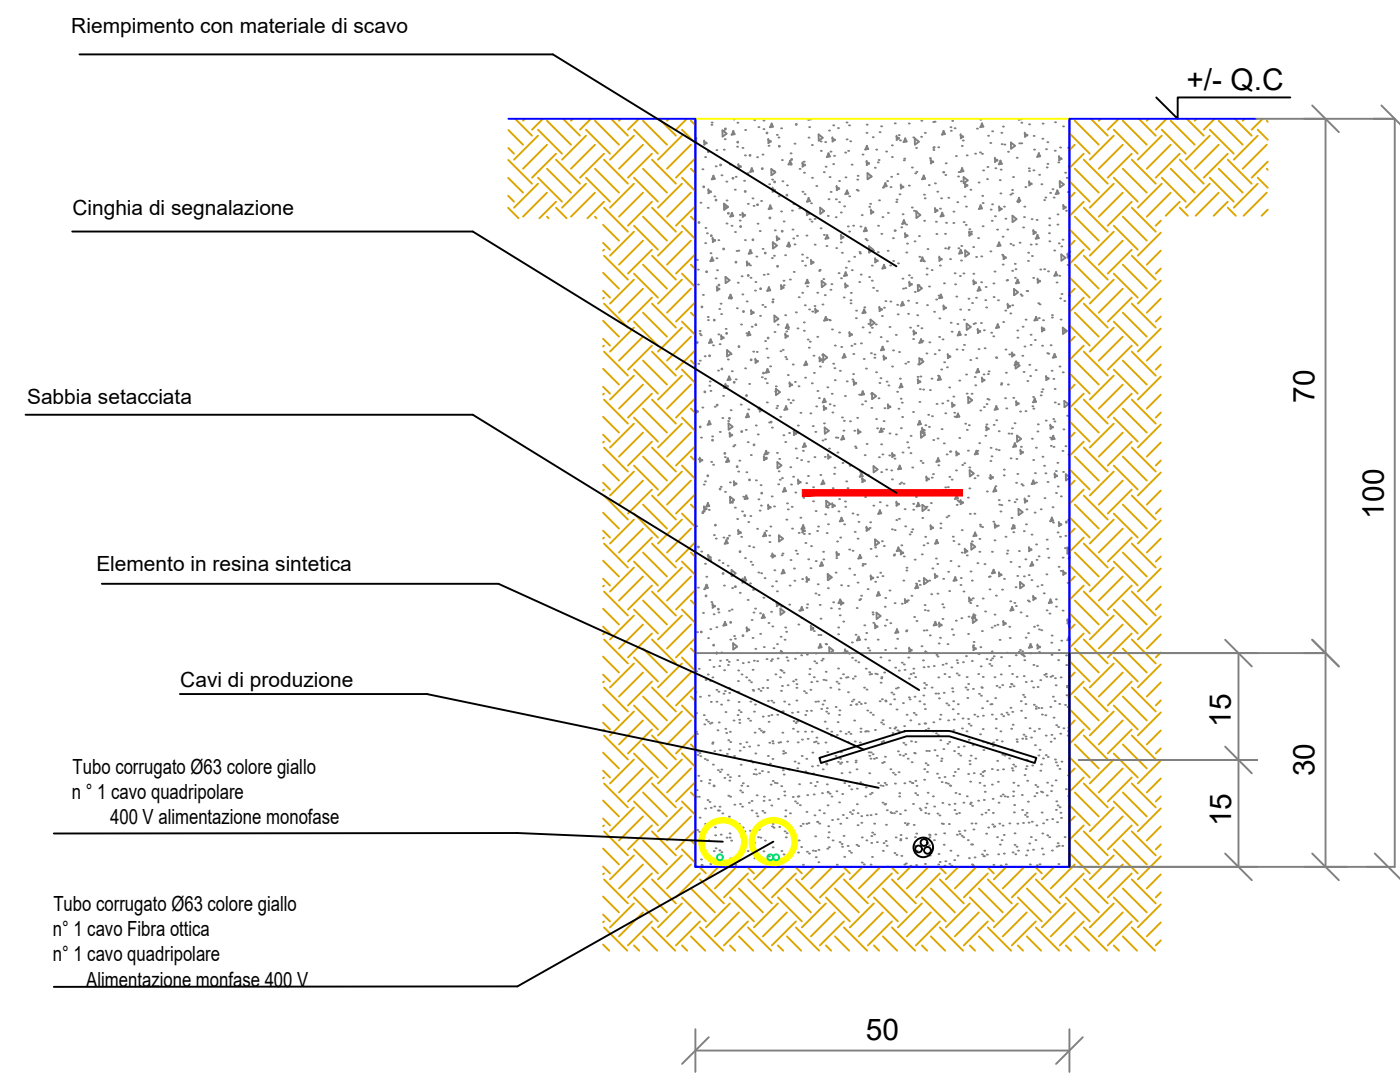 Riempimento con materiale di scavo
+/- Q.C
Cinghia di segnalazione
Sabbia setacciata
70
100
Elemento in resina sintetica
Cavi di produzione
15
30
15
Tubo corrugato Ø63 colore giallo
n ° 1 cavo quadripolare
400 V alimentazione monofase
Tubo corrugato Ø63 colore giallo
n° 1 cavo Fibra ottica
n° 1 cavo quadripolare
Alimentazione monfase 400 V
50